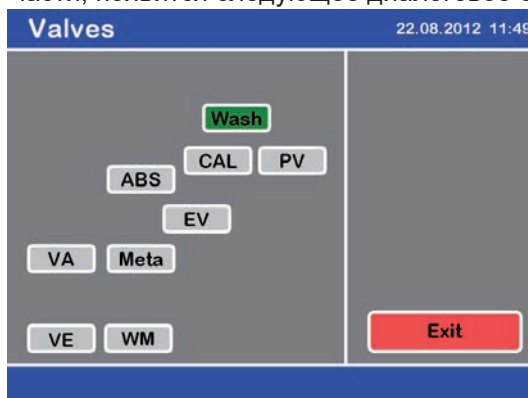 Valves 22.08.2012 11:49
Wash
CAL PV
ABS
EV
VA Meta
Exit
VE WM